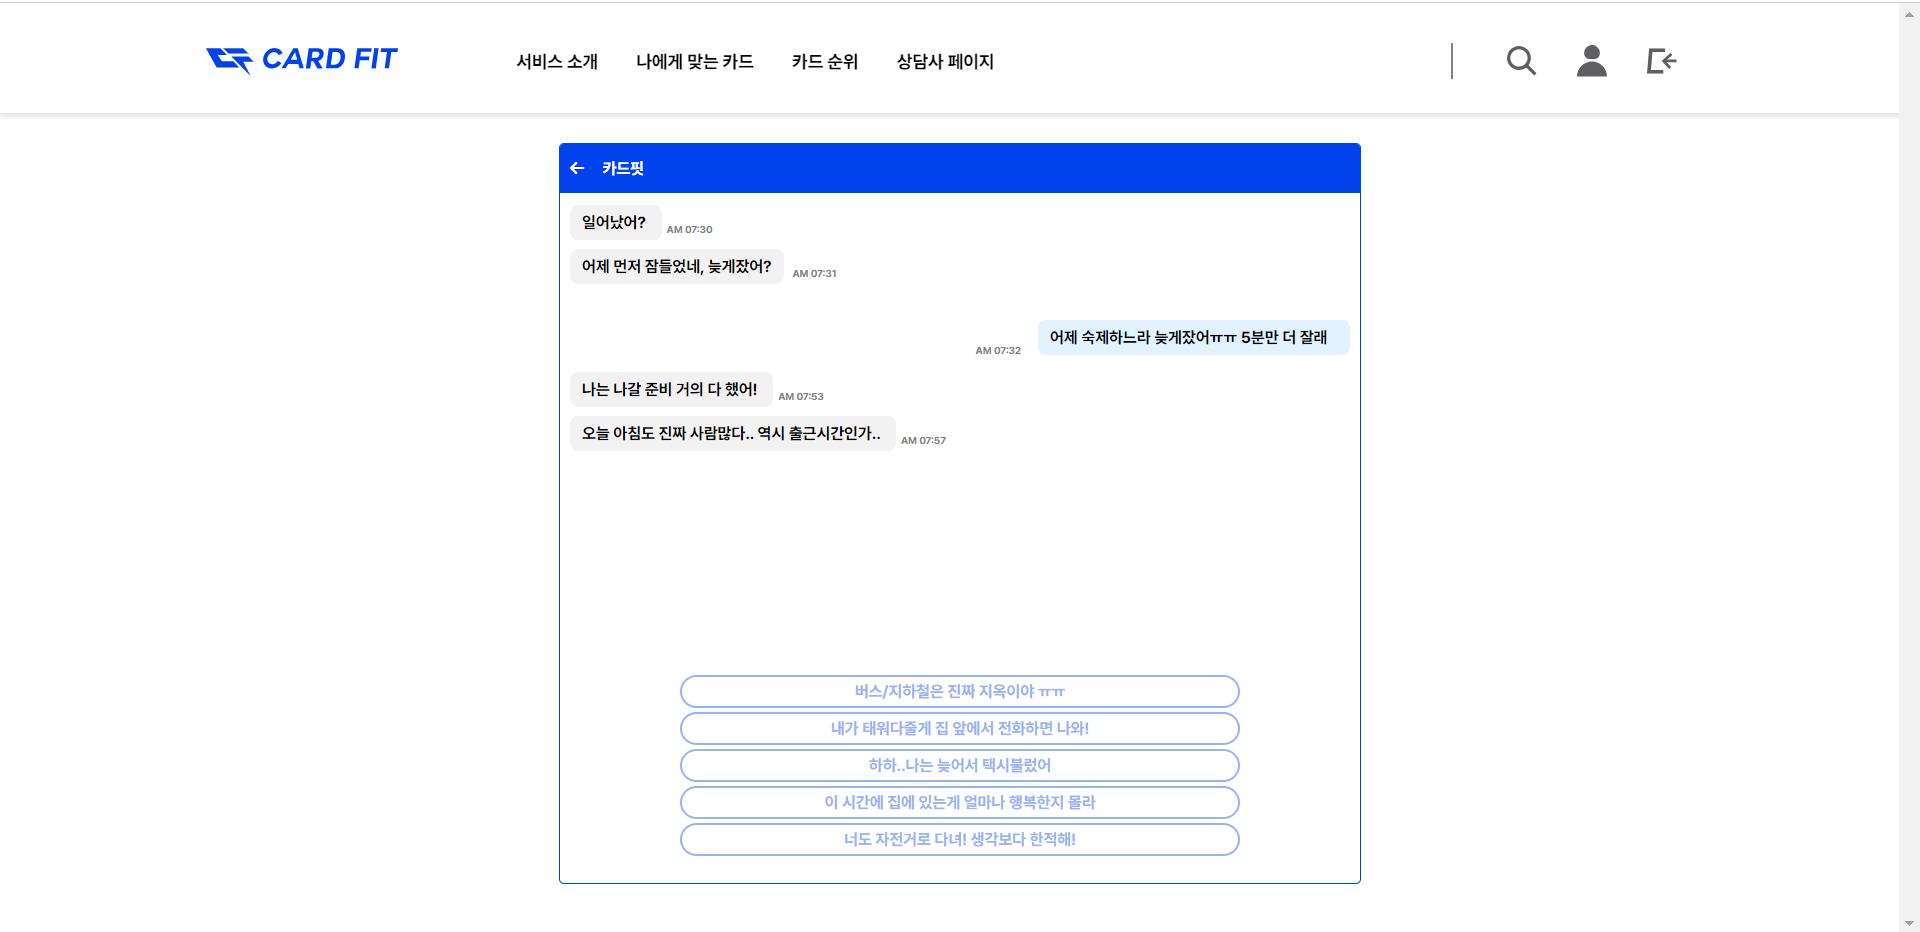 CARD FIT
서비스 소개
나에게 맞는 카드
카드 순위
상담사 페이지
카드핏
일어났어?
AM 07:30
어제 먼저 잠들었네, 늦게잤어?
AM 07:31
어제 숙제하느라 늦게잤어ㅠㅠ 5분만 더 잘래
AM 07:32
나는 나갈 준비 거의 다 했어!
AM 07:53
오늘 아침도 진짜 사람많다.. 역시 출근시간인가..
AM 07:57
버스/지하철은 진짜 지옥이야 ㅠㅠ
내가 태워다줄게 집 앞에서 전화하면 나와!
하하..나는 늦어서 택시불렀어
이 시간에 집에 있는게 얼마나 행복한지 몰라
너도 자전거로 다녀! 생각보다 한적해!